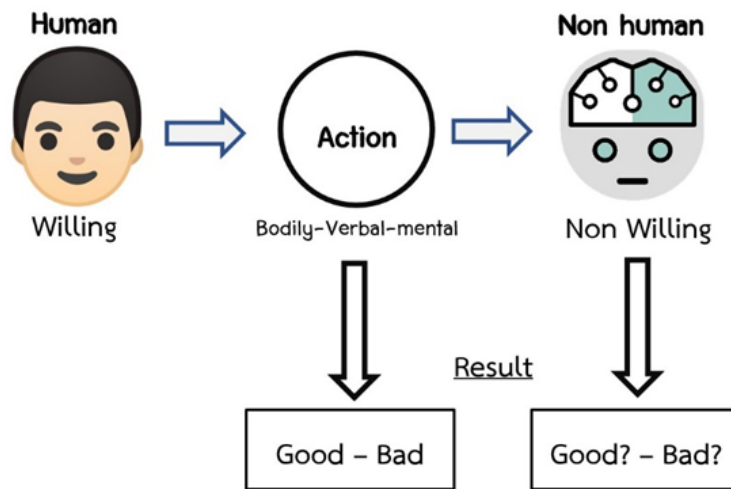 Human
Non human
Action
Willing
Bodily-Verbal-mental
Non Willing
Result
Good – Bad
Good? – Bad?